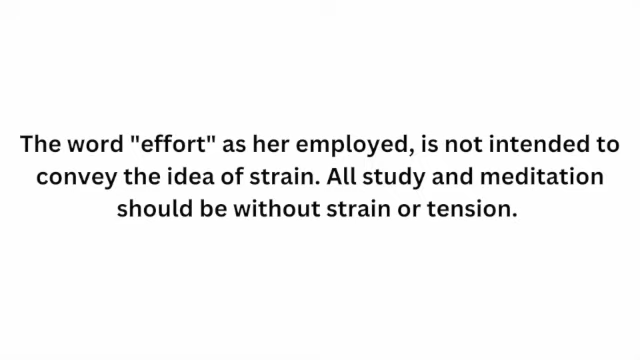 The word "effort" as her employed, is not intended to
convey the idea of strain. All study and meditation
should be without strain or tension.